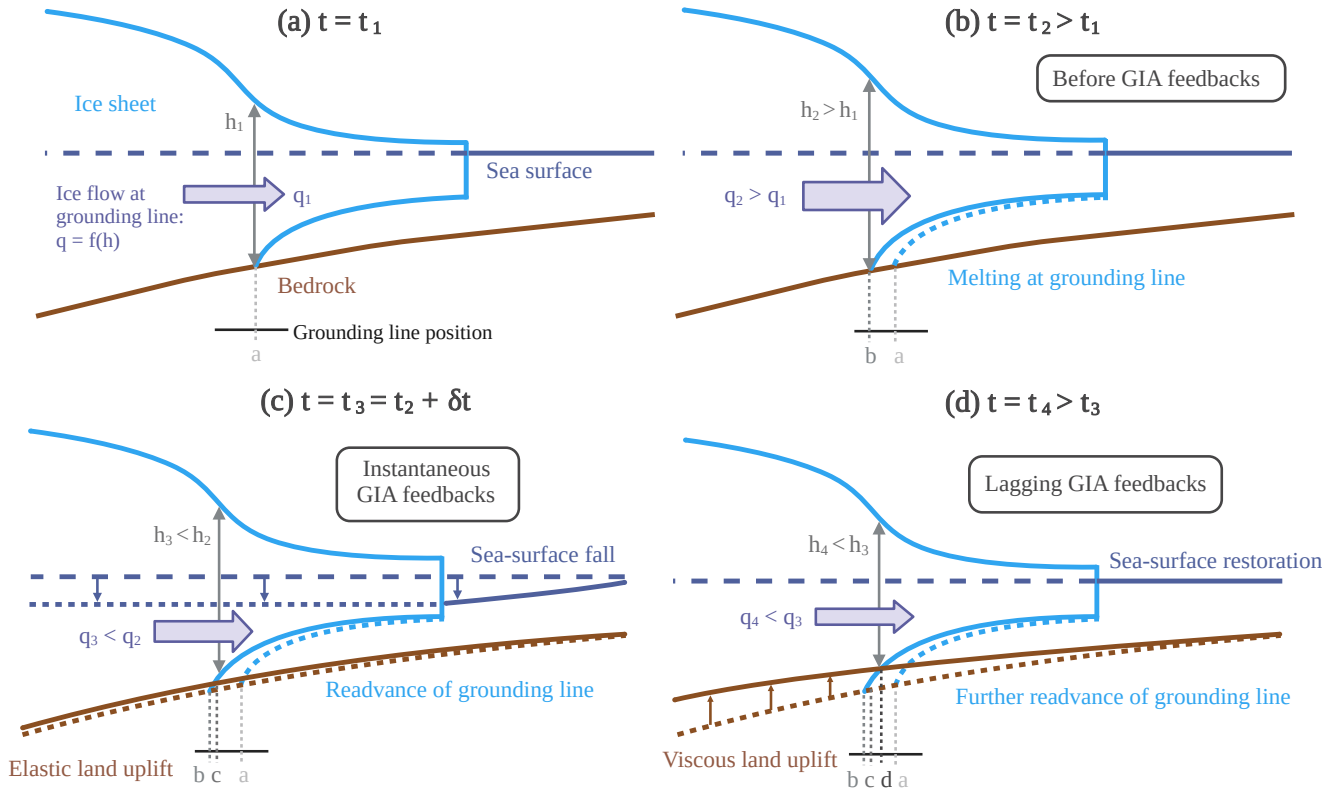 (a) t = t₁
Ice sheet
h₁
Sea surface
Ice flow at
grounding line:
q = f(h)
q₁
Bedrock
Grounding line position
a
(b) t = t₂ > t₁
Before GIA feedbacks
h₂ > h₁
q₂ > q₁
Melting at grounding line
b a
(c) t = t₃ = t₂ + δt
Instantaneous
GIA feedbacks
h₃ < h₂
Sea-surface fall
q₃ < q₂
Readvance of grounding line
Elastic land uplift
b c a
(d) t = t₄ > t₃
Lagging GIA feedbacks
h₄ < h₃
Sea-surface restoration
q₄ < q₃
Further readvance of grounding line
Viscous land uplift
b c d a